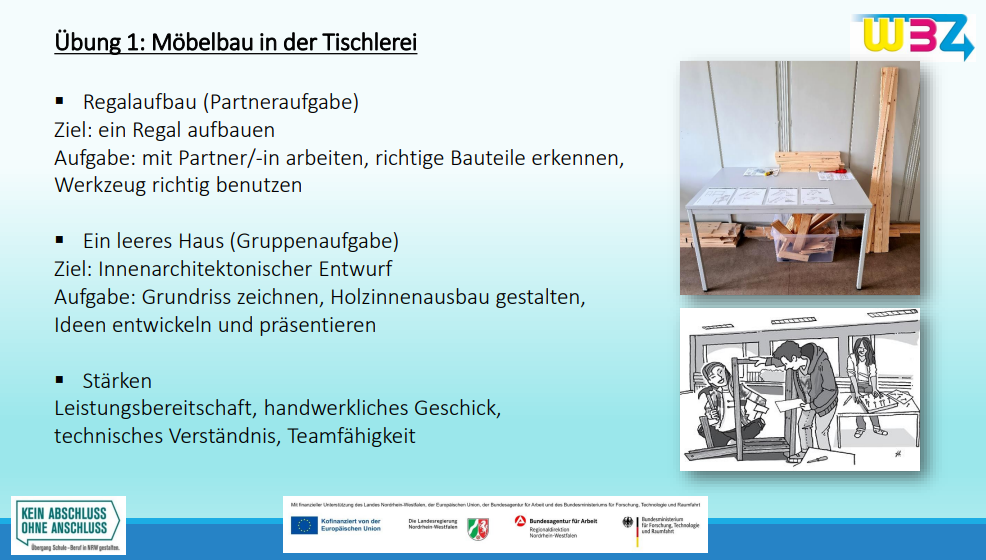 Übung 1: Möbelbau in der Tischlerei
WBZ
▪ Regalaufbau (Partneraufgabe)
Ziel: ein Regal aufbauen
Aufgabe: mit Partner/-in arbeiten, richtige Bauteile erkennen,
Werkzeug richtig benutzen
▪ Ein leeres Haus (Gruppenaufgabe)
Ziel: Innenarchitektonischer Entwurf
Aufgabe: Grundriss zeichnen, Holzinnenausbau gestalten,
Ideen entwickeln und präsentieren
▪ Stärken
Leistungsbereitschaft, handwerkliches Geschick,
technisches Verständnis, Teamfähigkeit
KEIN ABSCHLUSS
OHNE ANSCHLUSS
Übergang Schule - Beruf in NRW gestalten.
Mit finanzieller Unterstützung des Landes Nordrhein-Westfalen, der Europäischen Union, der Bundesagentur für Arbeit und des Bundesministeriums für Forschung, Technologie und Raumfahrt
Kofinanziert von der
Europäischen Union
Die Landesregierung
Nordrhein-Westfalen
Bundesagentur für Arbeit
Regionaldirektion
Nordrhein-Westfalen
Bundesministerium
für Forschung, Technologie
und Raumfahrt